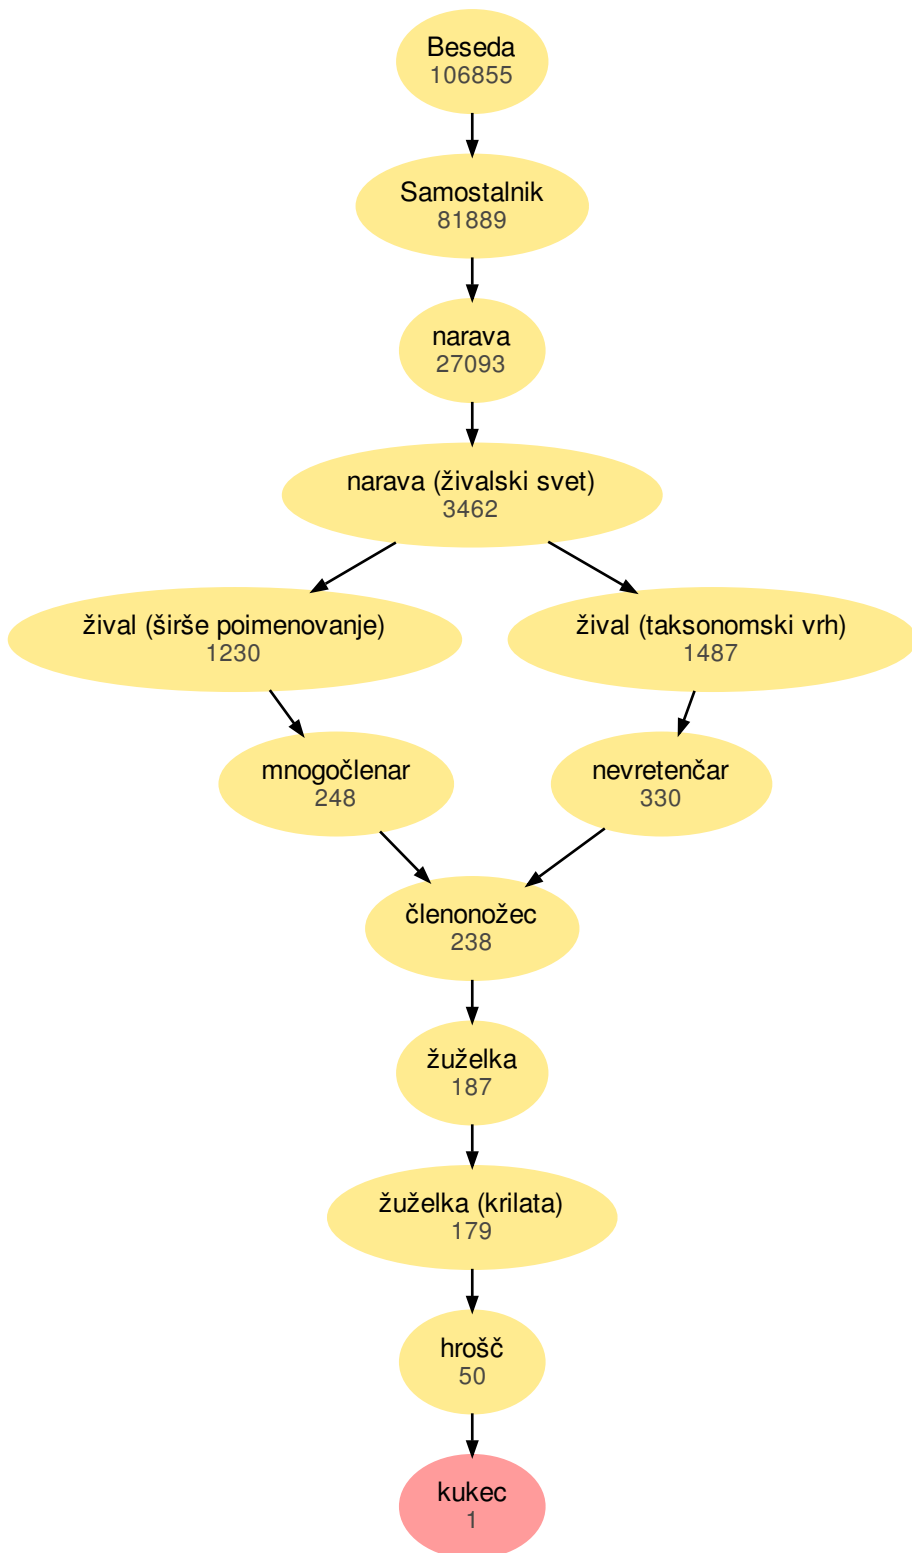 Beseda
106855
Samostalnik
81889
narava
27093
narava (živalski svet)
3462
žival (širše poimenovanje)
1230
žival (taksonomski vrh)
1487
mnogočlenar
248
nevretenčar
330
členonožec
238
žuželka
187
žuželka (krilata)
179
hrošč
50
kukec
1